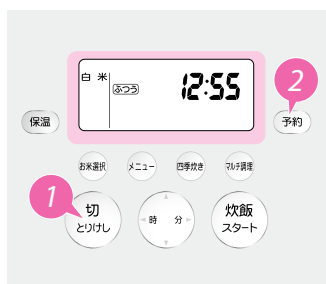 白米
ふつう
12:55
2
保温
予約
お米選択
メニュー
四季炊き
マルチ調理
1
切
とりけし
時 分
炊飯
スタート